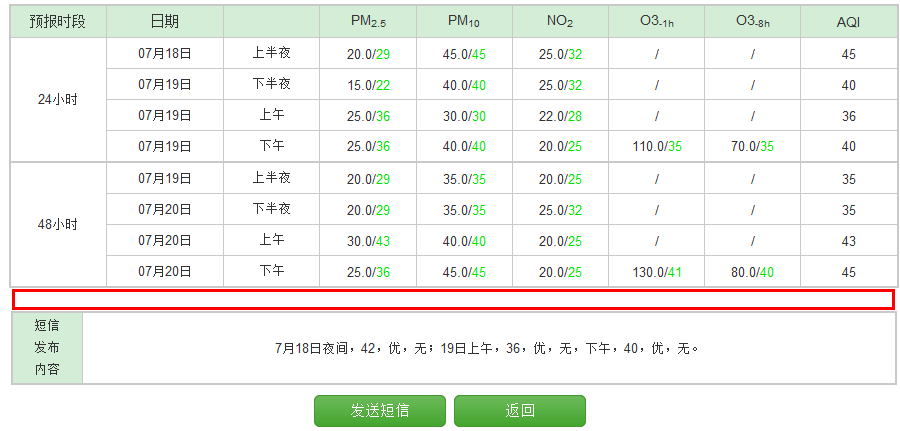 预报时段 日期 PM2.5 PM10 NO2 O3-1h O3-8h AQI
24小时
07月18日 上半夜 20.0/29 45.0/45 25.0/32 / / 45
07月19日 下半夜 15.0/22 40.0/40 25.0/32 / / 40
07月19日 上午 25.0/36 30.0/30 22.0/28 / / 36
07月19日 下午 25.0/36 40.0/40 20.0/25 110.0/35 70.0/35 40
48小时
07月19日 上半夜 20.0/29 35.0/35 20.0/25 / / 35
07月20日 下半夜 20.0/29 35.0/35 25.0/32 / / 35
07月20日 上午 30.0/43 40.0/40 20.0/25 / / 43
07月20日 下午 25.0/36 45.0/45 20.0/25 130.0/41 80.0/40 45
短信
发布
内容
7月18日夜间，42，优，无；19日上午，36，优，无，下午，40，优，无。
发送短信 返回